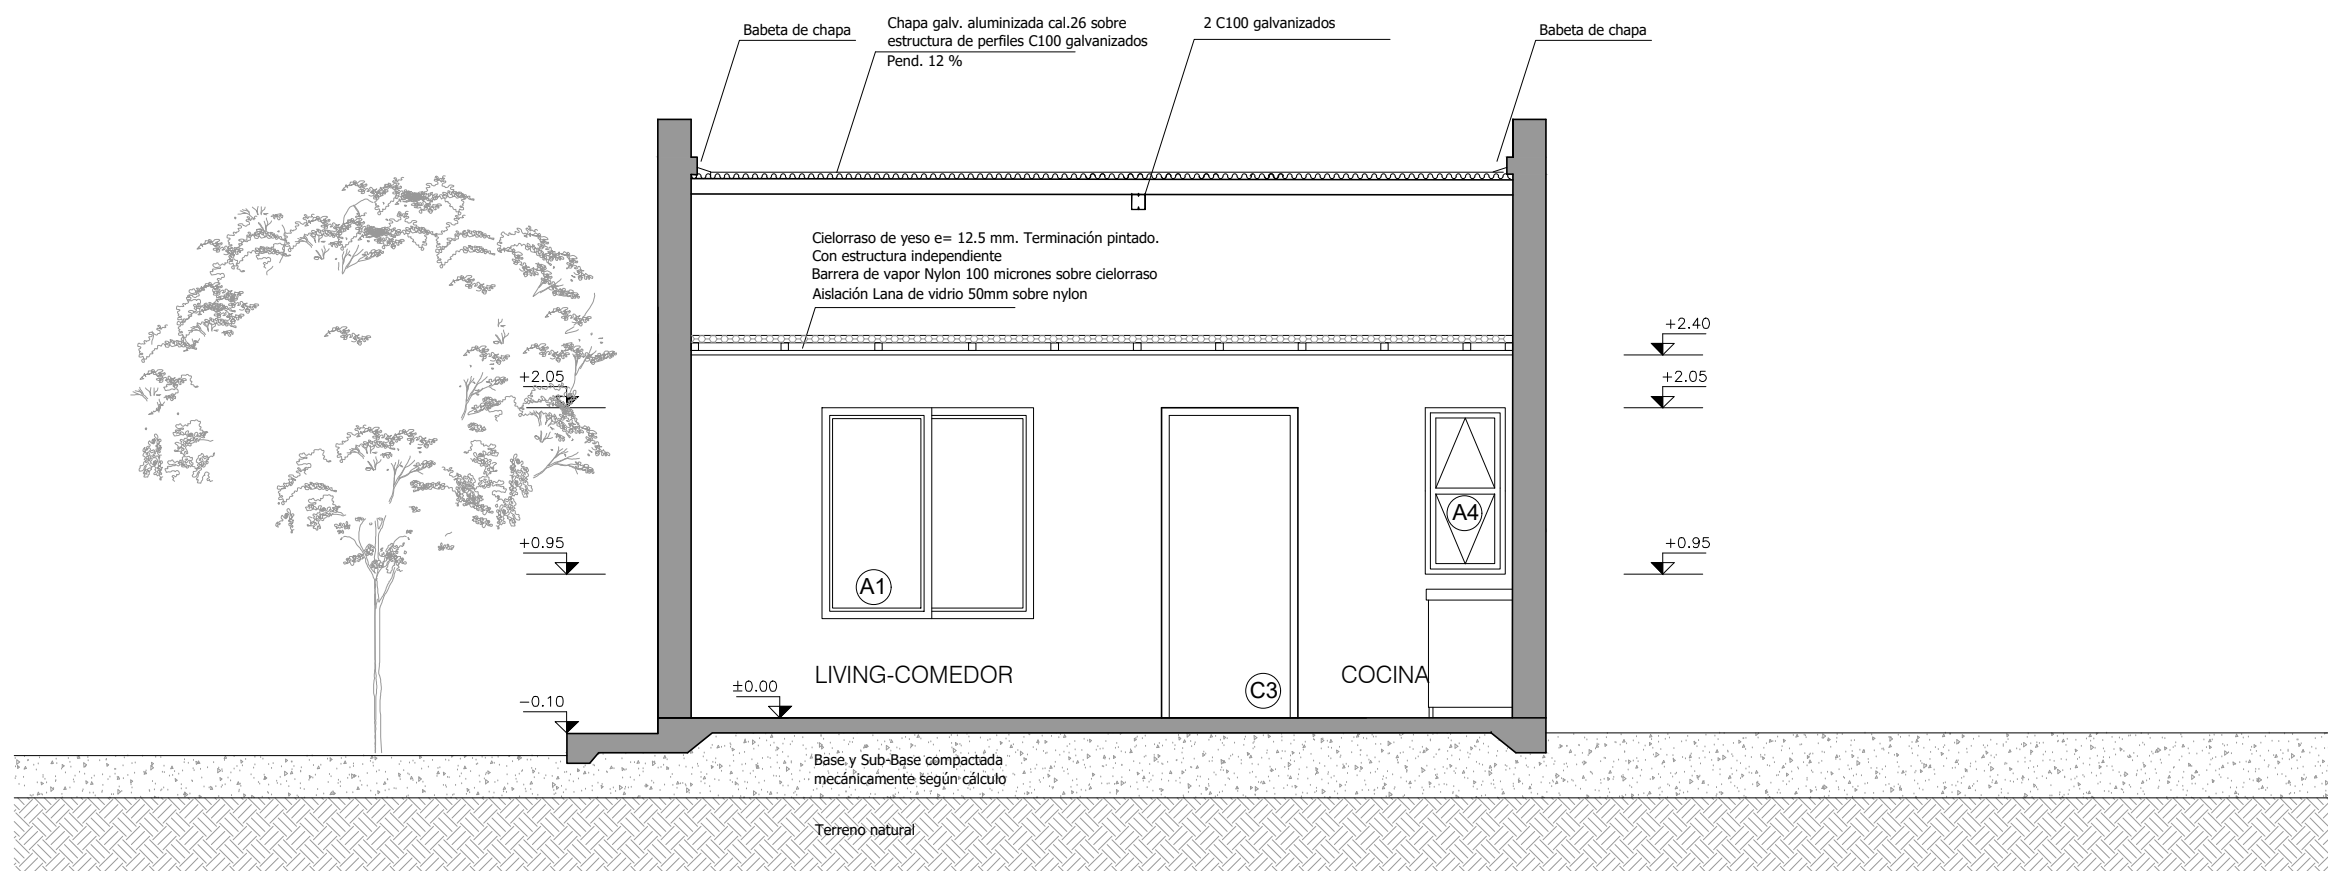 Babeta de chapa
Chapa galv. aluminizada cal.26 sobre
estructura de perfiles C100 galvanizados
Pend. 12 %
2 C100 galvanizados
Babeta de chapa
Cielorraso de yeso e= 12.5 mm. Terminación pintado.
Con estructura independiente
Barrera de vapor Nylon 100 micrones sobre cielorraso
Aislación Lana de vidrio 50mm sobre nylon
+2.40
+2.05
+2.05
A4
+0.95
+0.95
A1
LIVING-COMEDOR
COCINA
±0.00
C3
−0.10
Base y Sub-Base compactada
mecánicamente según cálculo
Terreno natural